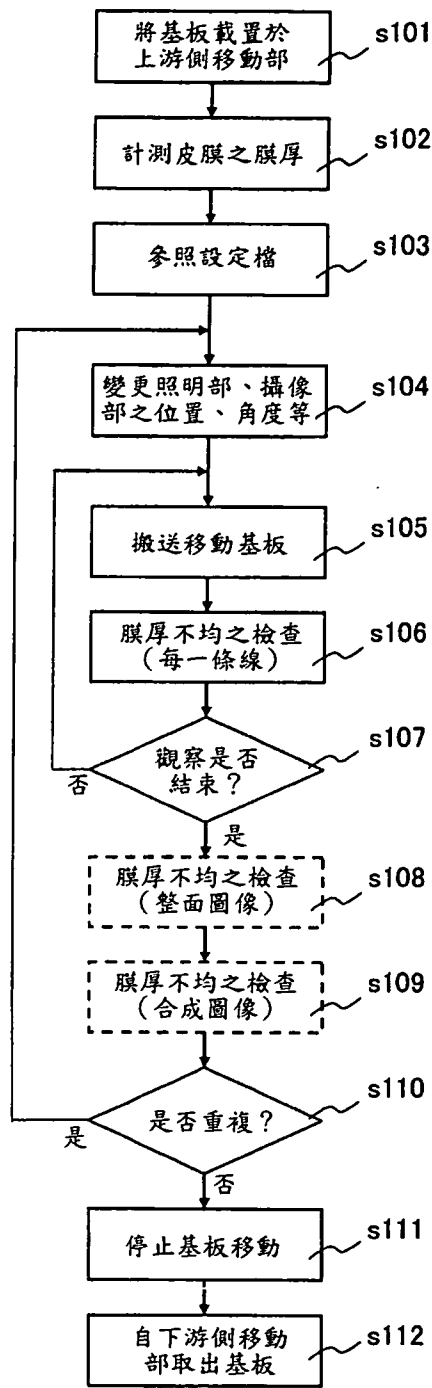 將基板載置於
上游側移動部
s101
計測皮膜之膜厚
s102
參照設定檔
s103
變更照明部、攝像
部之位置、角度等
s104
搬送移動基板
s105
膜厚不均之檢查
(每一條線)
s106
觀察是否
結束?
s107
否
是
膜厚不均之檢查
(整面圖像)
s108
膜厚不均之檢查
(合成圖像)
s109
是否重複?
s110
是
否
停止基板移動
s111
自下游側移動
部取出基板
s112